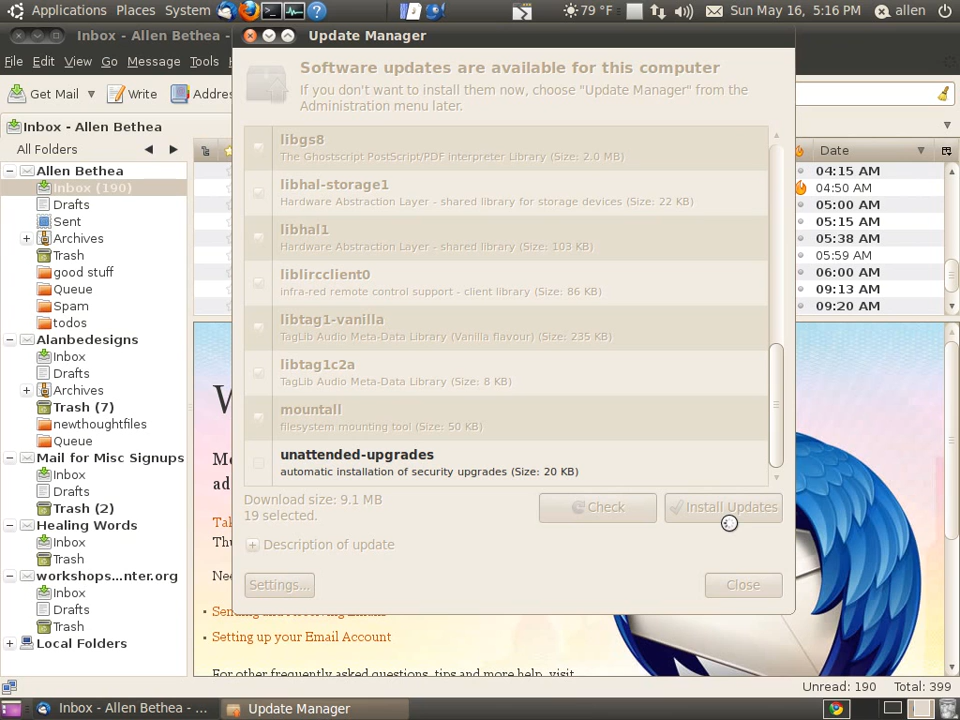 Applications Places System
79 °F
Sun May 16, 5:16 PM
allen
Inbox - Allen Bethea -
Update Manager
File Edit View Go Message Tools
Get Mail
Write
Inbox - Allen Bethea
All Folders
Allen Bethea
Inbox (190)
Drafts
Sent
Archives
Trash
good stuff
Queue
Spam
todos
Alanbedesigns
Inbox
Drafts
Archives
Trash (7)
newthoughtfiles
Queue
Mail for Misc Signups
Inbox
Drafts
Trash (2)
Healing Words
Inbox
Trash
workshops...nter.org
Inbox
Drafts
Trash
Local Folders
Software updates are available for this computer
If you don't want to install them now, choose "Update Manager" from the
Administration menu later.
libgs8
The Ghostscript PostScript/PDF interpreter Library (Size: 2.0 MB)
libhal-storage1
Hardware Abstraction Layer - shared library for storage devices (Size: 22 KB)
libhal1
Hardware Abstraction Layer - shared library (Size: 103 KB)
liblircclient0
infra-red remote control support - client library (Size: 86 KB)
libtag1-vanilla
TagLib Audio Meta-Data Library (Vanilla flavour) (Size: 235 KB)
libtag1c2a
TagLib Audio Meta-Data Library (Size: 8 KB)
mountall
filesystem mounting tool (Size: 50 KB)
unattended-upgrades
automatic installation of security upgrades (Size: 20 KB)
Download size: 9.1 MB
19 selected.
Check
Install Updates
Description of update
Settings...
Close
Date
04:15 AM
04:50 AM
05:00 AM
05:15 AM
05:38 AM
05:59 AM
06:00 AM
09:13 AM
09:20 AM
Setting up your Email Account
For other frequently asked questions, tips and more help, visit
Unread: 190 Total: 399
Inbox - Allen Bethea - ...
Update Manager